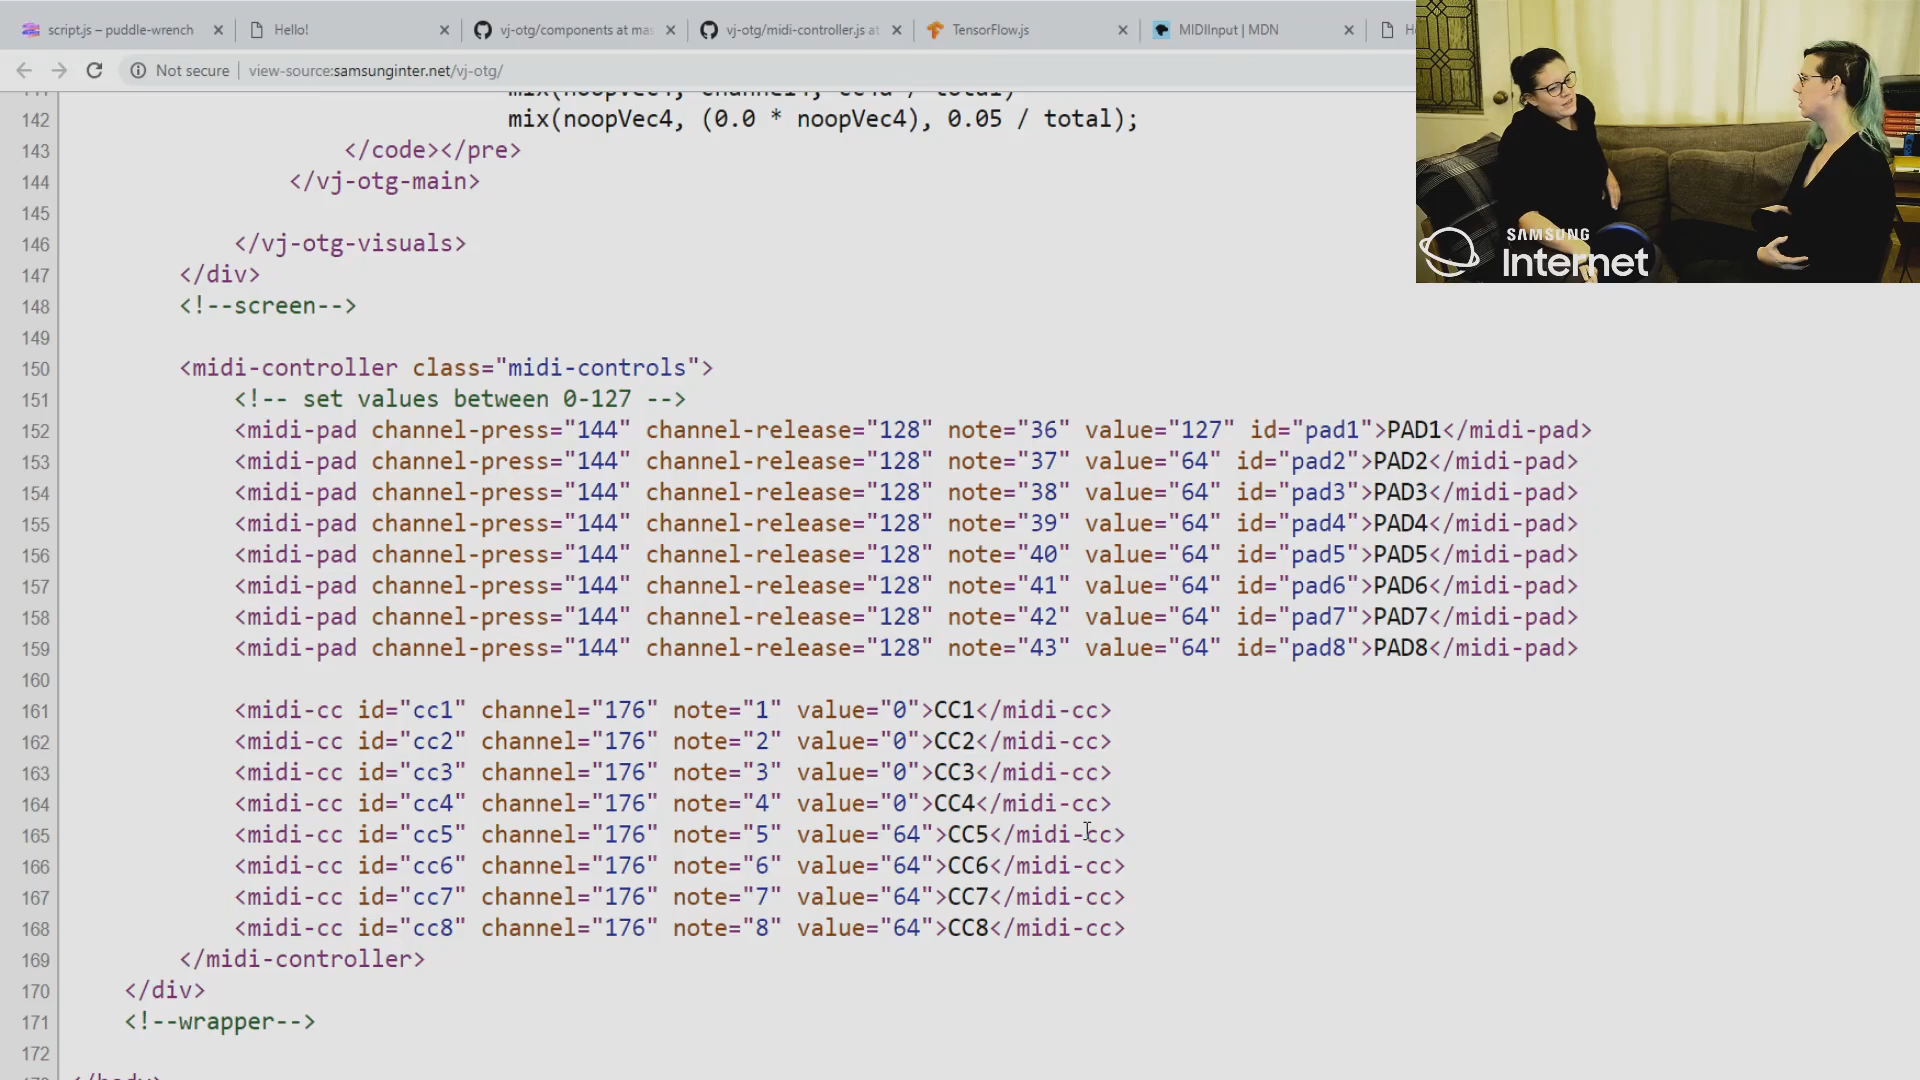 script.js – puddle-wrench
Hello!
vj-otg/components at mas
vj-otg/midi-controller.js at
TensorFlow.js
MIDIInput | MDN
Not secure
view-source:samsunginter.net/vj-otg/
142 mix(noopVec4, (0.0 * noopVec4), 0.05 / total);
143 </code></pre>
144 </vj-otg-main>
145
146 </vj-otg-visuals>
147 </div>
148 <!--screen-->
149
150 <midi-controller class="midi-controls">
151 <!-- set values between 0-127 -->
152 <midi-pad channel-press="144" channel-release="128" note="36" value="127" id="pad1">PAD1</midi-pad>
153 <midi-pad channel-press="144" channel-release="128" note="37" value="64" id="pad2">PAD2</midi-pad>
154 <midi-pad channel-press="144" channel-release="128" note="38" value="64" id="pad3">PAD3</midi-pad>
155 <midi-pad channel-press="144" channel-release="128" note="39" value="64" id="pad4">PAD4</midi-pad>
156 <midi-pad channel-press="144" channel-release="128" note="40" value="64" id="pad5">PAD5</midi-pad>
157 <midi-pad channel-press="144" channel-release="128" note="41" value="64" id="pad6">PAD6</midi-pad>
158 <midi-pad channel-press="144" channel-release="128" note="42" value="64" id="pad7">PAD7</midi-pad>
159 <midi-pad channel-press="144" channel-release="128" note="43" value="64" id="pad8">PAD8</midi-pad>
160
161 <midi-cc id="cc1" channel="176" note="1" value="0">CC1</midi-cc>
162 <midi-cc id="cc2" channel="176" note="2" value="0">CC2</midi-cc>
163 <midi-cc id="cc3" channel="176" note="3" value="0">CC3</midi-cc>
164 <midi-cc id="cc4" channel="176" note="4" value="0">CC4</midi-cc>
165 <midi-cc id="cc5" channel="176" note="5" value="64">CC5</midi-cc>
166 <midi-cc id="cc6" channel="176" note="6" value="64">CC6</midi-cc>
167 <midi-cc id="cc7" channel="176" note="7" value="64">CC7</midi-cc>
168 <midi-cc id="cc8" channel="176" note="8" value="64">CC8</midi-cc>
169 </midi-controller>
170 </div>
171 <!--wrapper-->
172
SAMSUNG
Internet